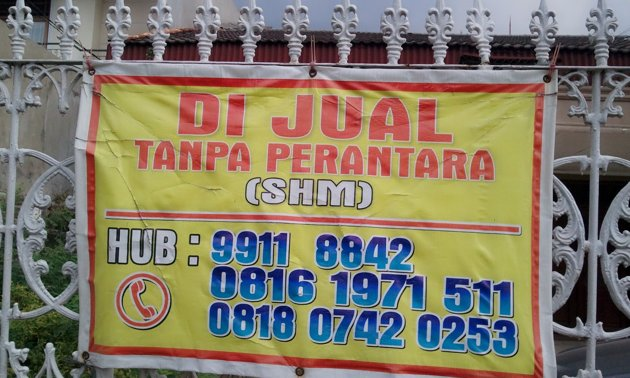 DI JUAL
TANPA PERANTARA
(SHM)
HUB : 9911 8842
0816 1971 511
0818 0742 0253